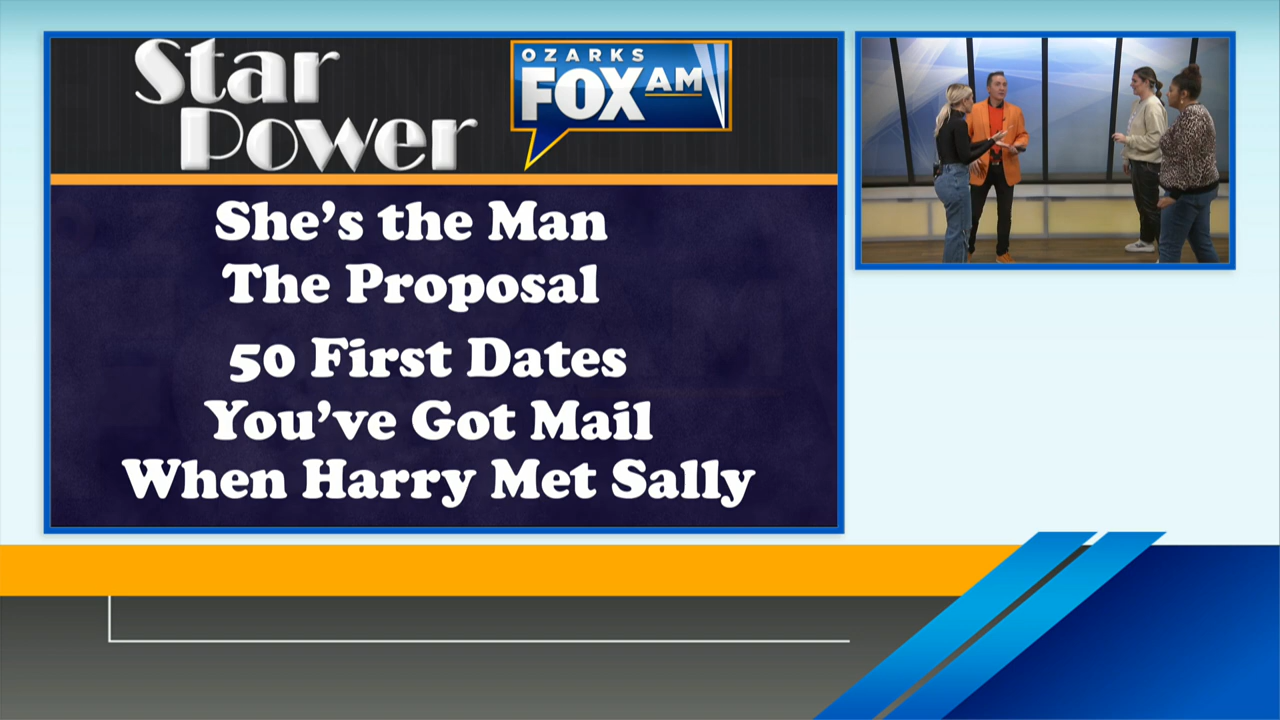 Star
Power
OZARKS
FOX AM
She's the Man
The Proposal
50 First Dates
You've Got Mail
When Harry Met Sally